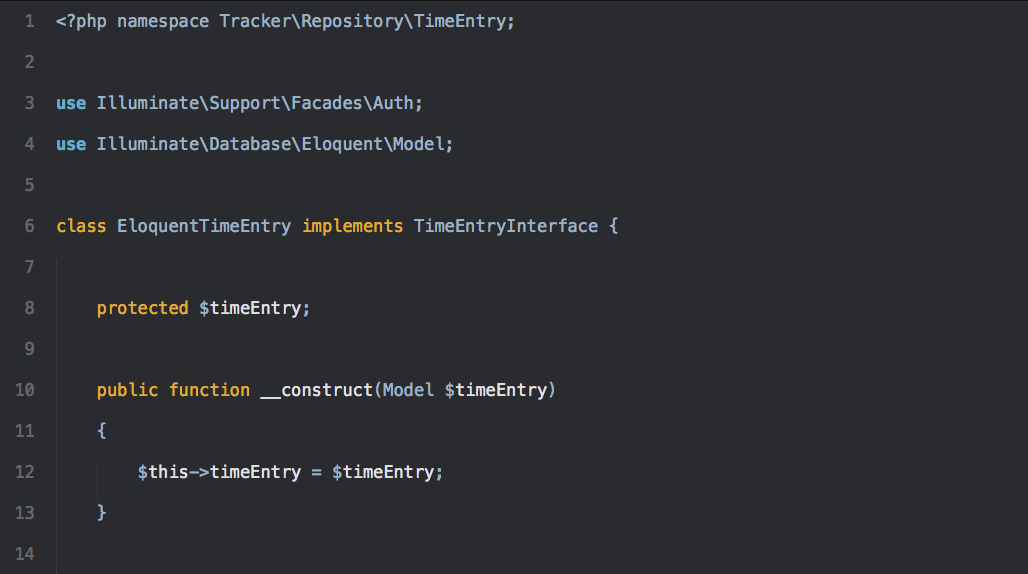 1 <?php namespace Tracker\Repository\TimeEntry;
2
3 use Illuminate\Support\Facades\Auth;
4 use Illuminate\Database\Eloquent\Model;
5
6 class EloquentTimeEntry implements TimeEntryInterface {
7
8     protected $timeEntry;
9
10     public function __construct(Model $timeEntry)
11     {
12         $this->timeEntry = $timeEntry;
13     }
14